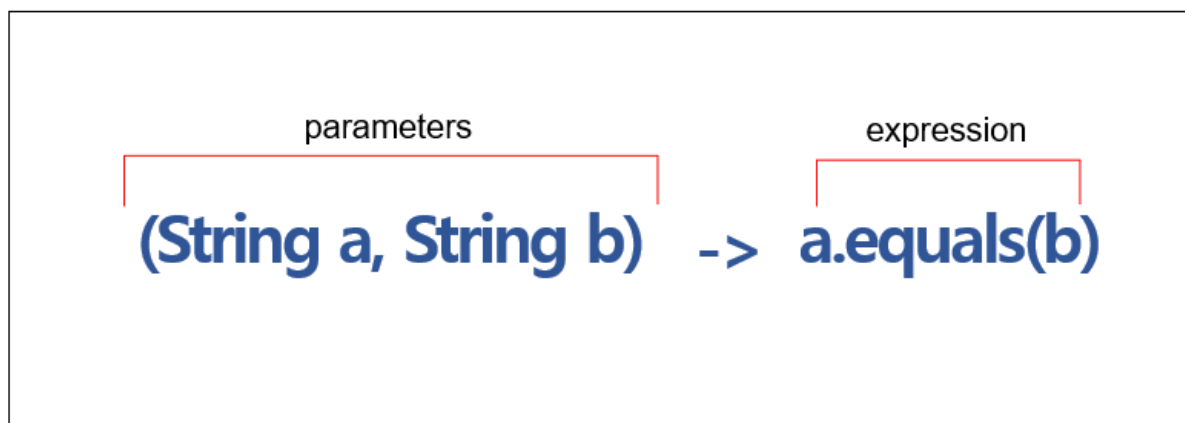 parameters expression
(String a, String b) -> a.equals(b)